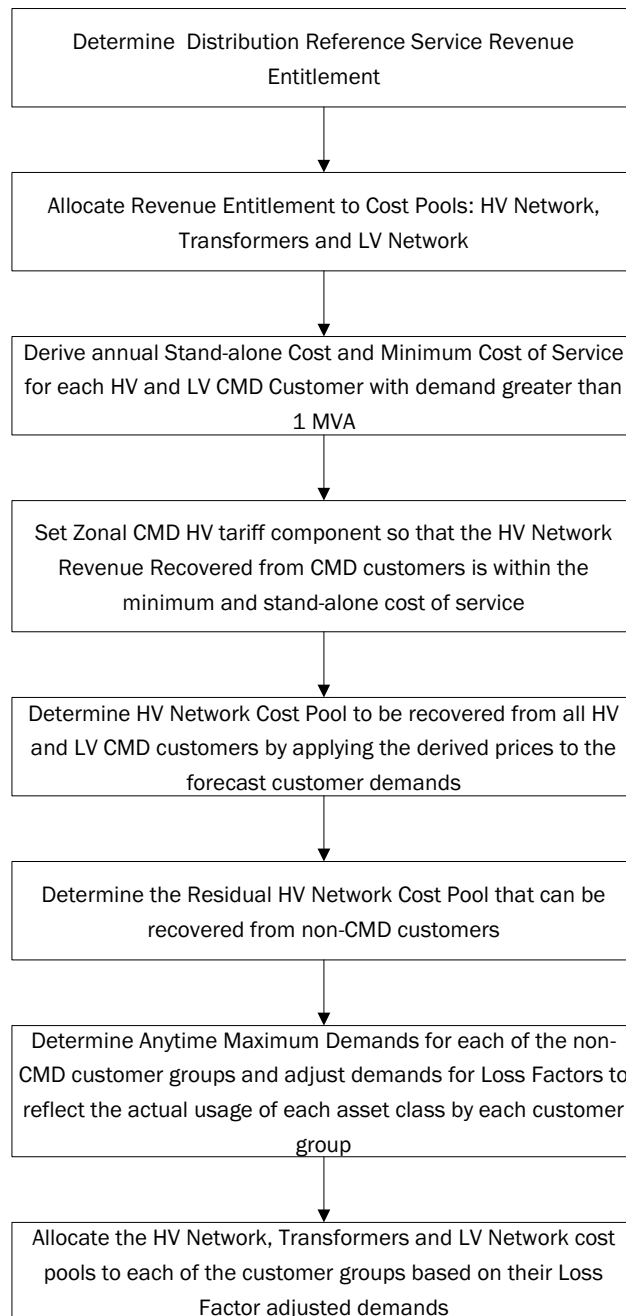 Determine Distribution Reference Service Revenue
Entitlement
Allocate Revenue Entitlement to Cost Pools: HV Network,
Transformers and LV Network
Derive annual Stand-alone Cost and Minimum Cost of Service
for each HV and LV CMD Customer with demand greater than
1 MVA
Set Zonal CMD HV tariff component so that the HV Network
Revenue Recovered from CMD customers is within the
minimum and stand-alone cost of service
Determine HV Network Cost Pool to be recovered from all HV
and LV CMD customers by applying the derived prices to the
forecast customer demands
Determine the Residual HV Network Cost Pool that can be
recovered from non-CMD customers
Determine Anytime Maximum Demands for each of the non-
CMD customer groups and adjust demands for Loss Factors to
reflect the actual usage of each asset class by each customer
group
Allocate the HV Network, Transformers and LV Network cost
pools to each of the customer groups based on their Loss
Factor adjusted demands